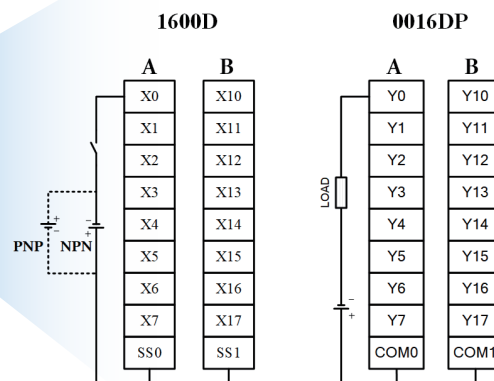 1600D 0016DP
A B A B
X0 X10 Y0 Y10
X1 X11 Y1 Y11
X2 X12 Y2 Y12
X3 X13 LOAD Y3 Y13
+ - X4 X14 Y4 Y14
- +
PNP NPN X5 X15 Y5 Y15
X6 X16 - Y6 Y16
X7 X17 + Y7 Y17
SS0 SS1 COM0 COM1